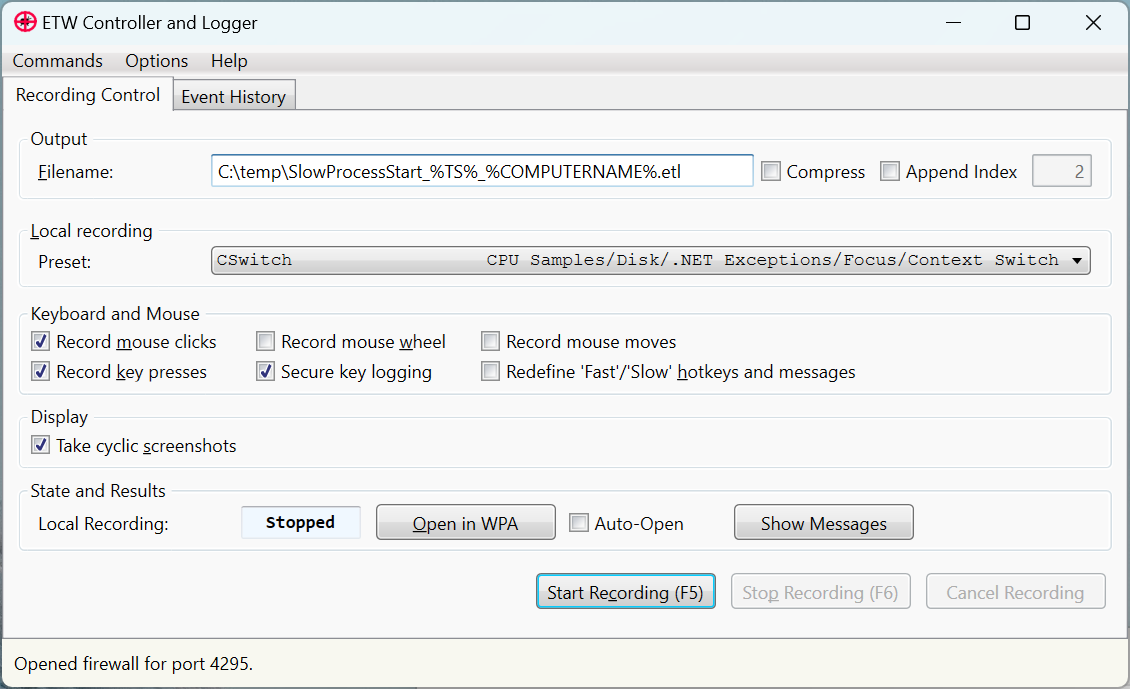 ETW Controller and Logger
Commands Options Help
Recording Control Event History
Output
Filename: C:\temp\SlowProcessStart_%TS%_%COMPUTERNAME%.etl Compress Append Index 2
Local recording
Preset: CSwitch CPU Samples/Disk/.NET Exceptions/Focus/Context Switch
Keyboard and Mouse
Record mouse clicks Record mouse wheel Record mouse moves
Record key presses Secure key logging Redefine 'Fast'/'Slow' hotkeys and messages
Display
Take cyclic screenshots
State and Results
Local Recording: Stopped Open in WPA Auto-Open Show Messages
Start Recording (F5) Stop Recording (F6) Cancel Recording
Opened firewall for port 4295.